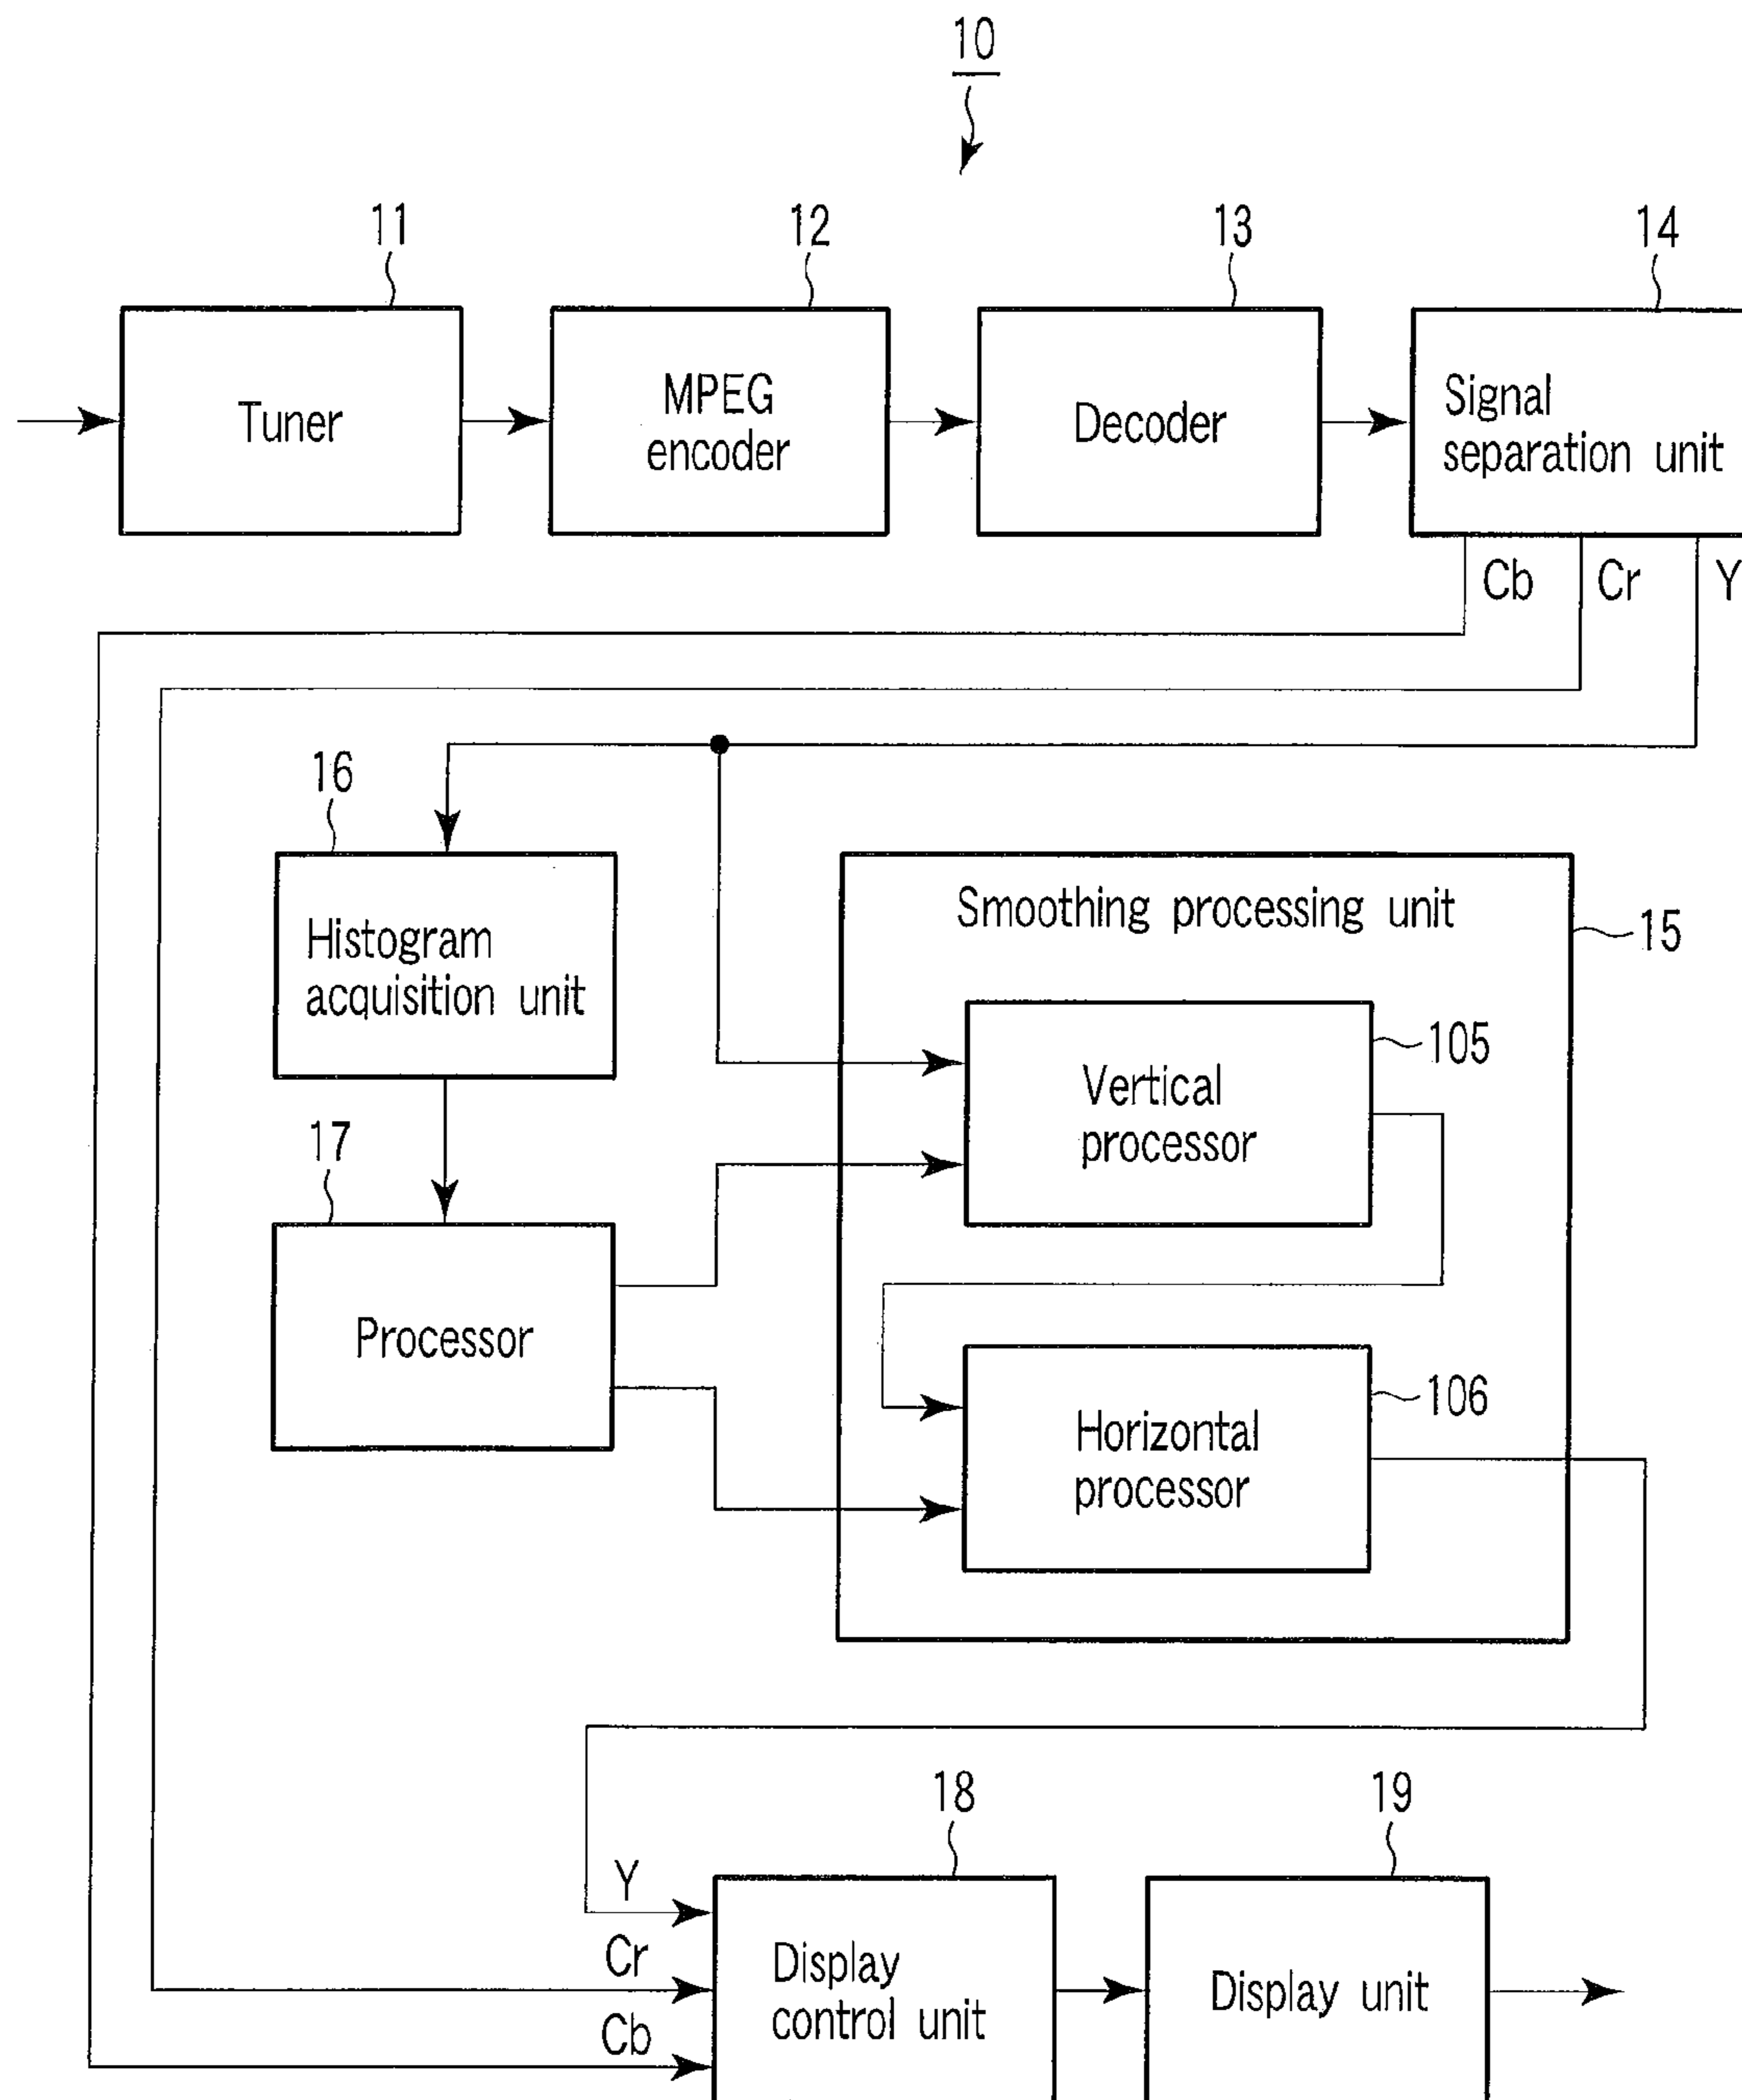 10
11
12
13
14
Tuner
MPEG
encoder
Decoder
Signal
separation unit
Cb
Cr
Y
16
Histogram
acquisition unit
Smoothing processing unit
15
Vertical
processor
105
17
Processor
Horizontal
processor
106
18
19
Y
Cr
Cb
Display
control unit
Display unit